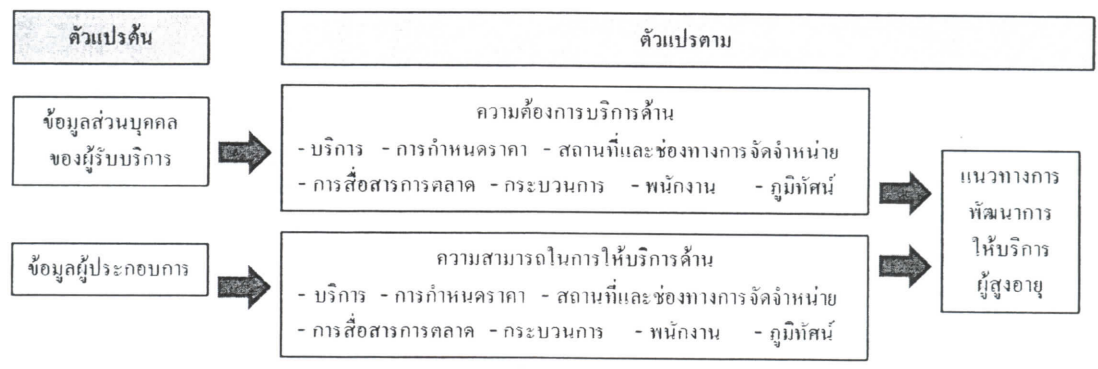 ตัวแปรต้น
ตัวแปรตาม
ข้อมูลส่วนบุคคล
ของผู้รับบริการ
ความต้องการบริการด้าน
- บริการ - การกำหนดราคา - สถานที่และช่องทางการจัดจำหน่าย
- การสื่อสารการตลาด - กระบวนการ - พนักงาน - ภูมิทัศน์
ข้อมูลผู้ประกอบการ
ความสามารถในการให้บริการด้าน
- บริการ - การกำหนดราคา - สถานที่และช่องทางการจัดจำหน่าย
- การสื่อสารการตลาด - กระบวนการ - พนักงาน - ภูมิทัศน์
แนวทางการ
พัฒนาการ
ให้บริการ
ผู้สูงอายุ